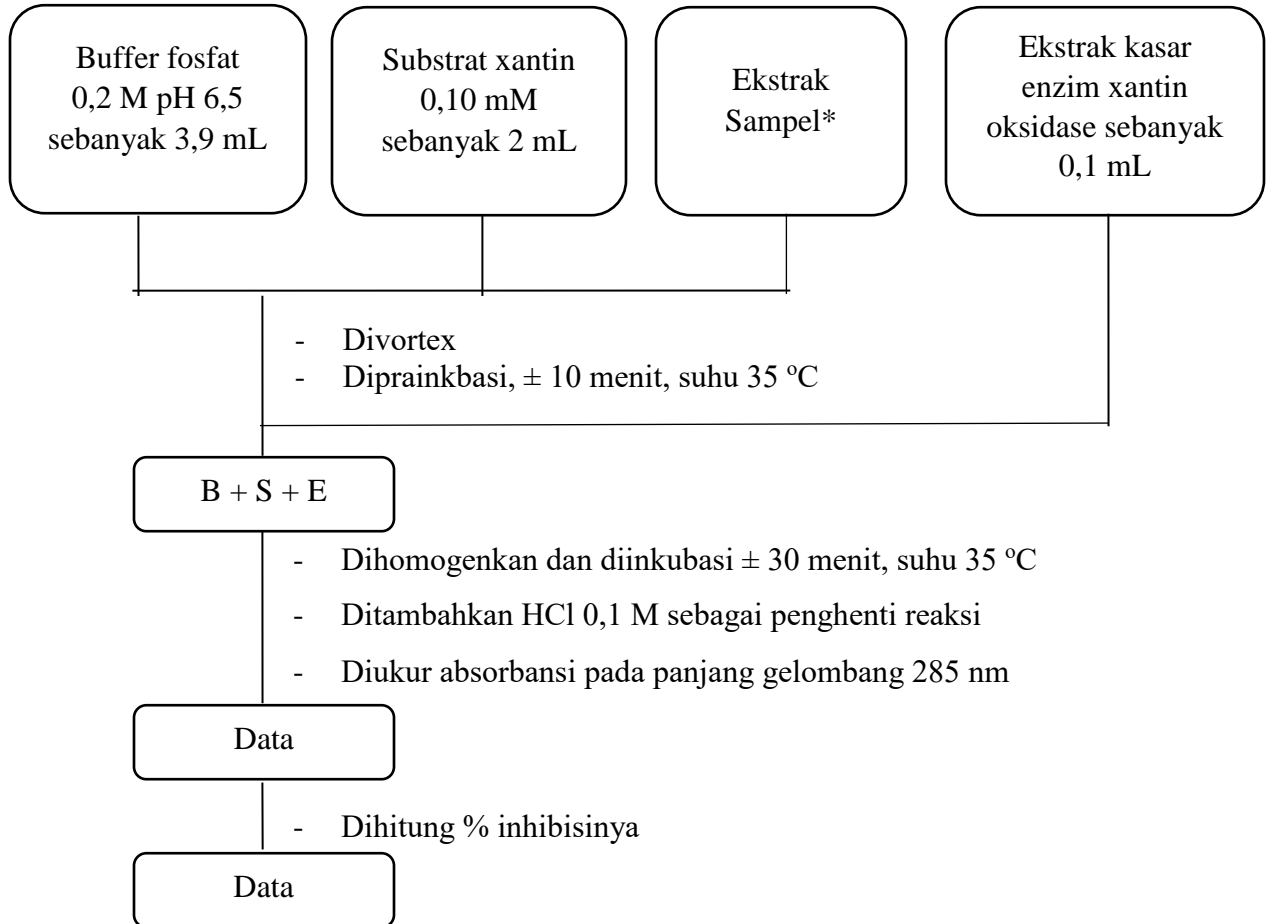 Buffer fosfat
0,2 M pH 6,5
sebanyak 3,9 mL
Substrat xantin
0,10 mM
sebanyak 2 mL
Ekstrak
Sampel*
Ekstrak kasar
enzim xantin
oksidase sebanyak
0,1 mL
- Divortex
- Diprainkbasi, ± 10 menit, suhu 35 ºC
B + S + E
- Dihomogenkan dan diinkubasi ± 30 menit, suhu 35 ºC
- Ditambahkan HCl 0,1 M sebagai penghenti reaksi
- Diukur absorbansi pada panjang gelombang 285 nm
Data
- Dihitung % inhibisinya
Data